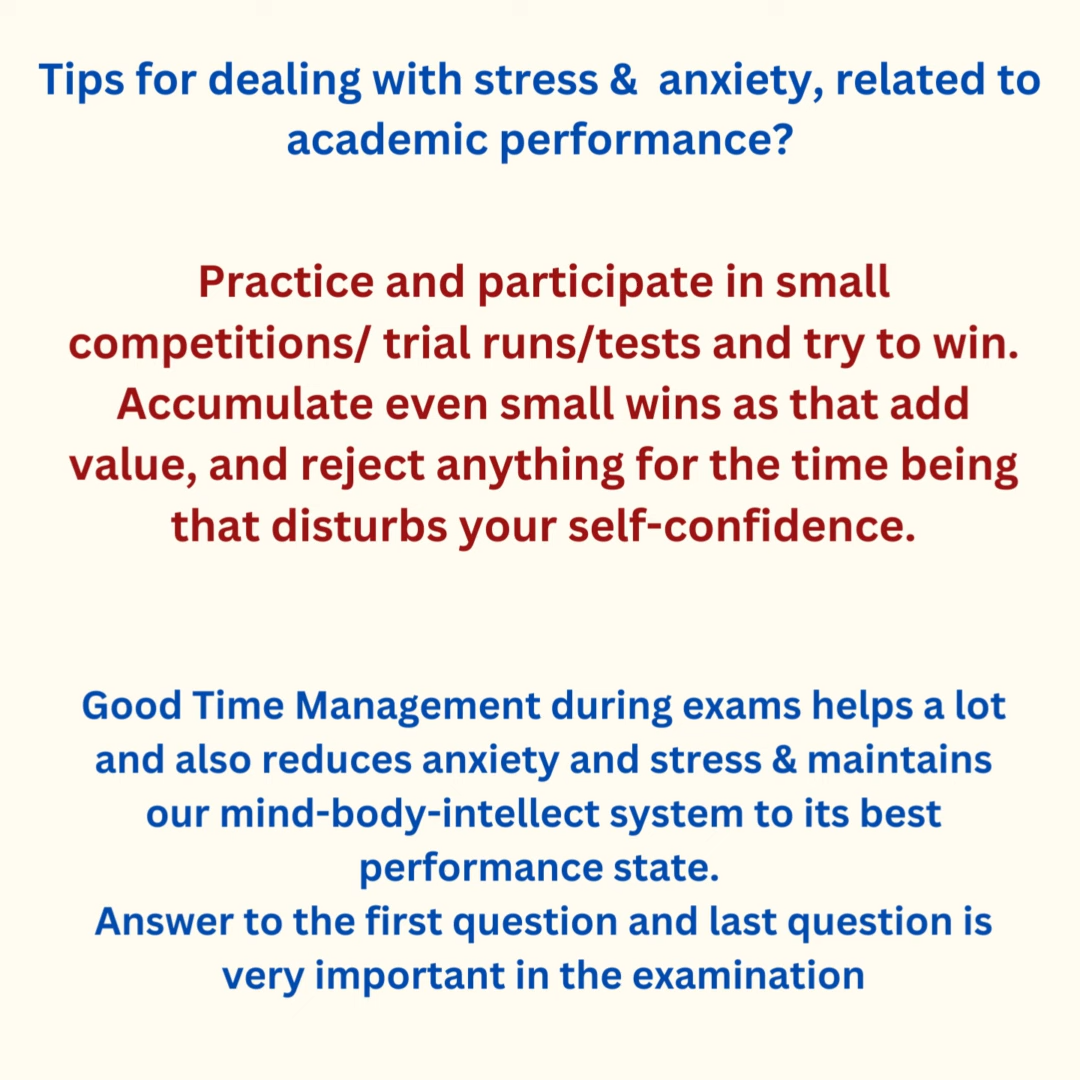 Tips for dealing with stress &  anxiety, related to
academic performance?
Practice and participate in small
competitions/ trial runs/tests and try to win.
Accumulate even small wins as that add
value, and reject anything for the time being
that disturbs your self-confidence.
Good Time Management during exams helps a lot
and also reduces anxiety and stress & maintains
our mind-body-intellect system to its best
performance state.
Answer to the first question and last question is
very important in the examination